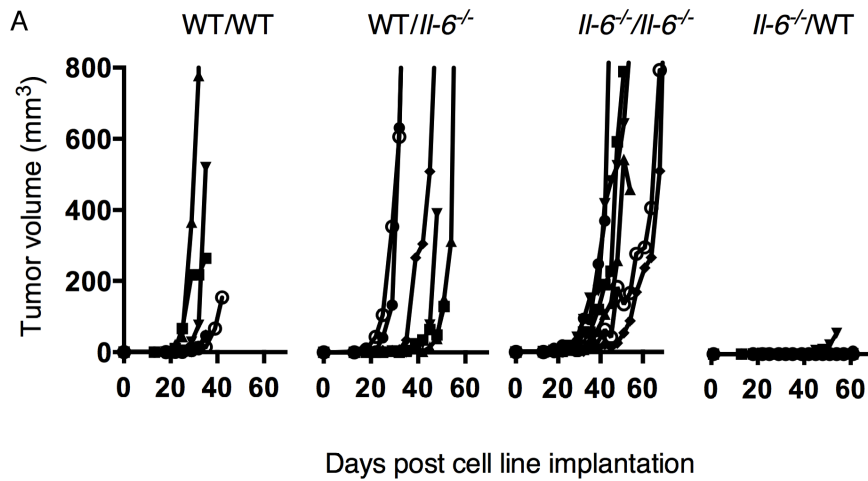 A
WT/WT
WT/Il-6-/-
Il-6-/-/Il-6-/-
Il-6-/-/WT
Tumor volume (mm3)
800
600
400
200
0
0 20 40 60
0 20 40 60
0 20 40 60
0 20 40 60
Days post cell line implantation